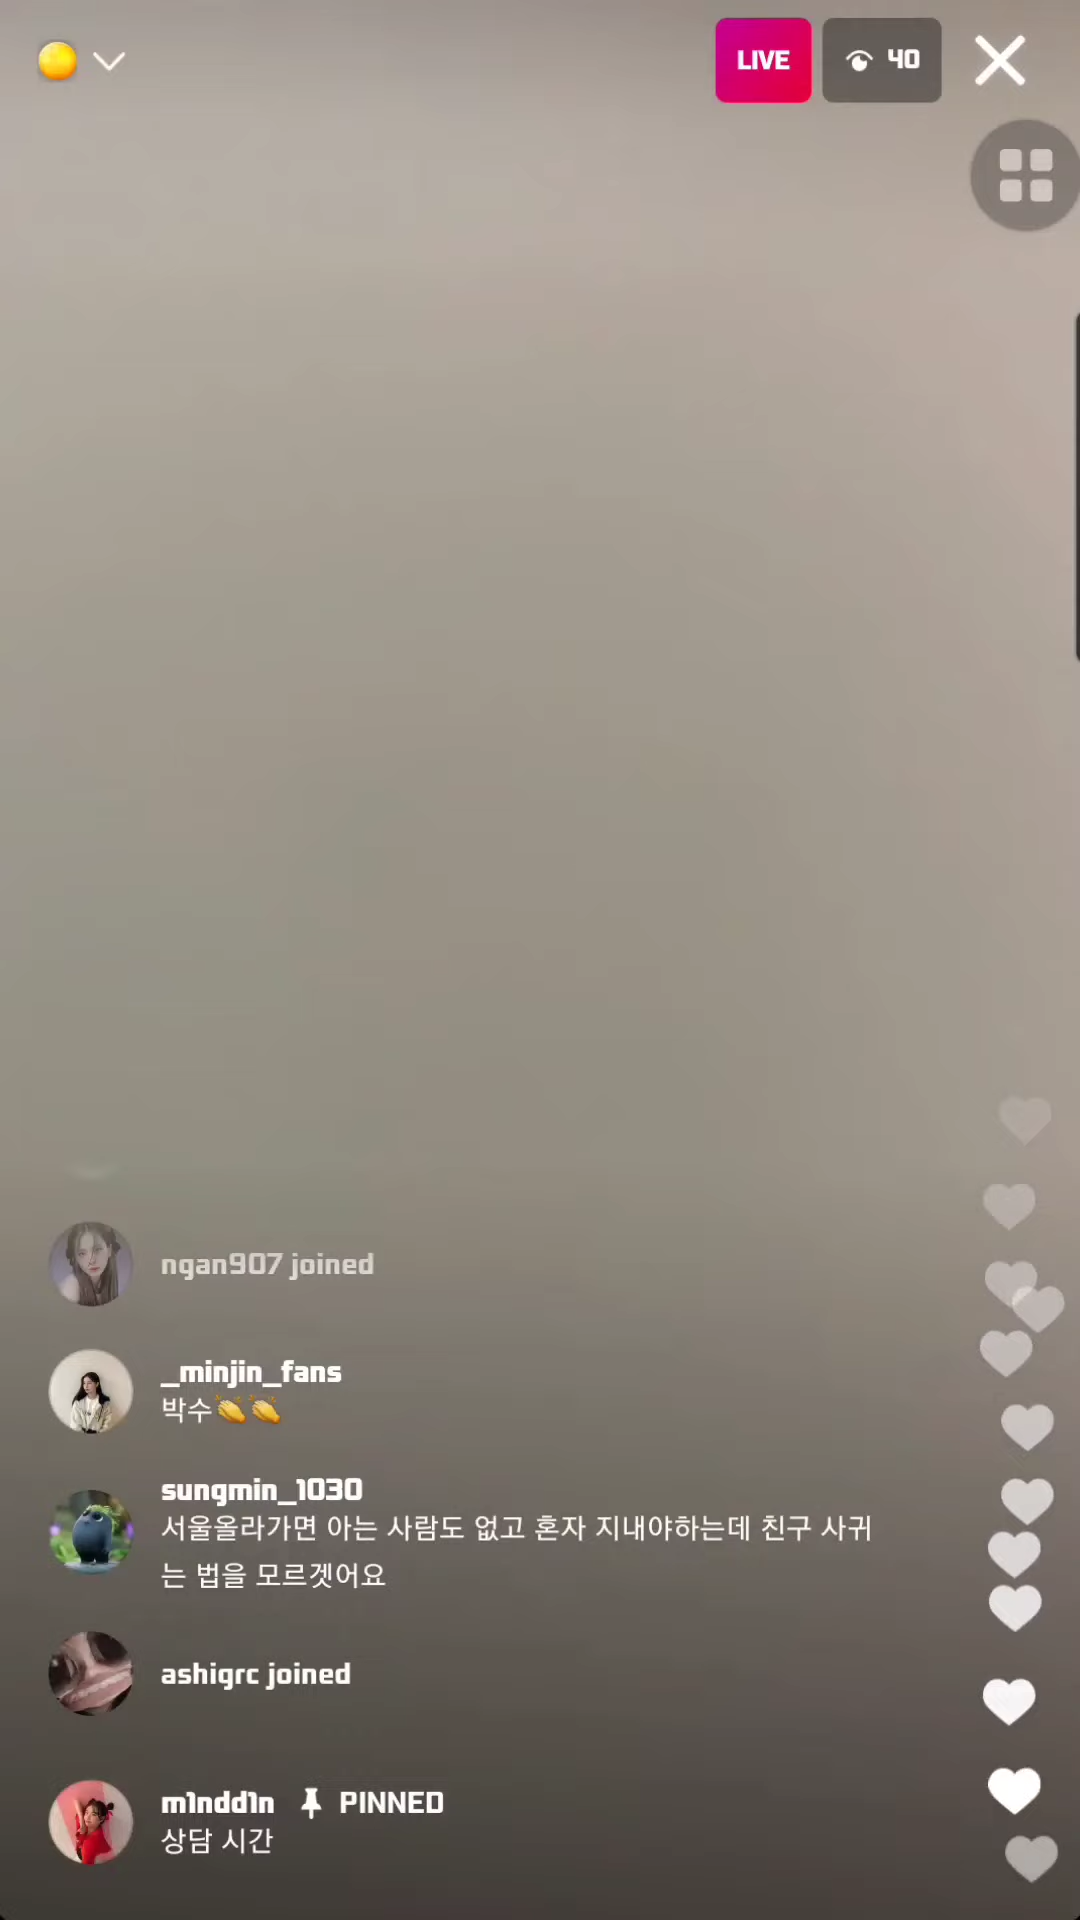 LIVE
40
ngan907 joined
_minjin_fans
박수👏👏
sungmin_1030
서울올라가면 아는 사람도 없고 혼자 지내야하는데 친구 사귀
는 법을 모르겟어요
ashigrc joined
m1ndd1n PINNED
상담 시간